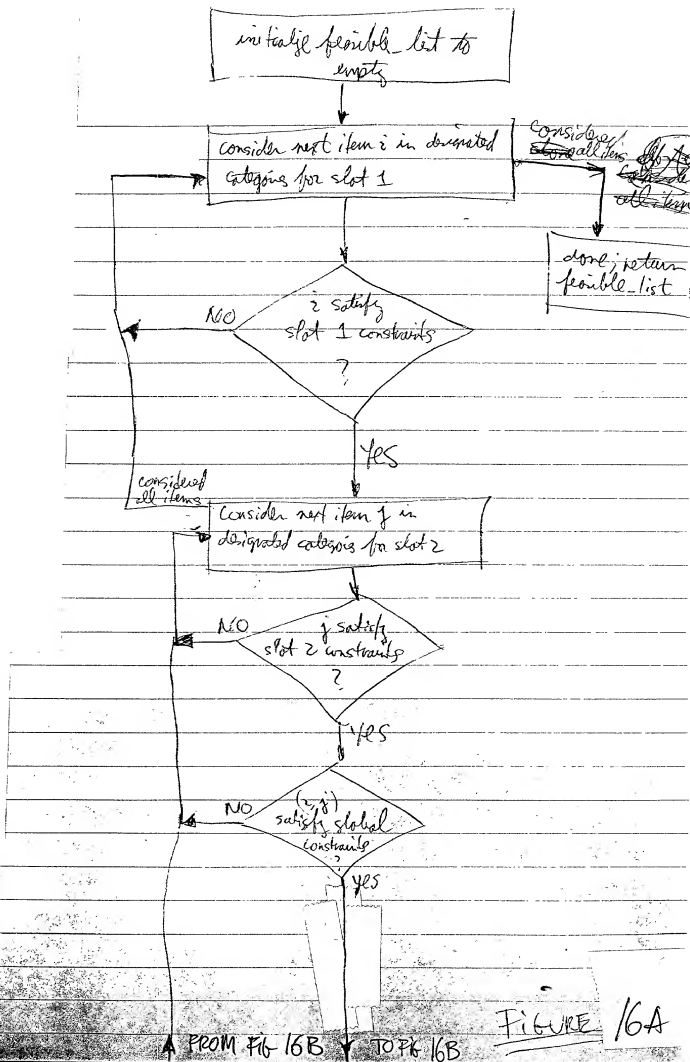 initialize feasible_list to
empty
consider next item i in designated
categories for slot 1
considered
all items
done; return
feasible_list
i satisfy
slot 1 constraints
?
NO
YES
considered
all items
Consider next item j in
designated categories for slot 2
NO
j satisfy
slot 2 constraints
?
YES
NO
(i, j)
satisfy global
constraints
?
YES
FROM FIG 16B
TO FIG 16B
FIGURE 16A